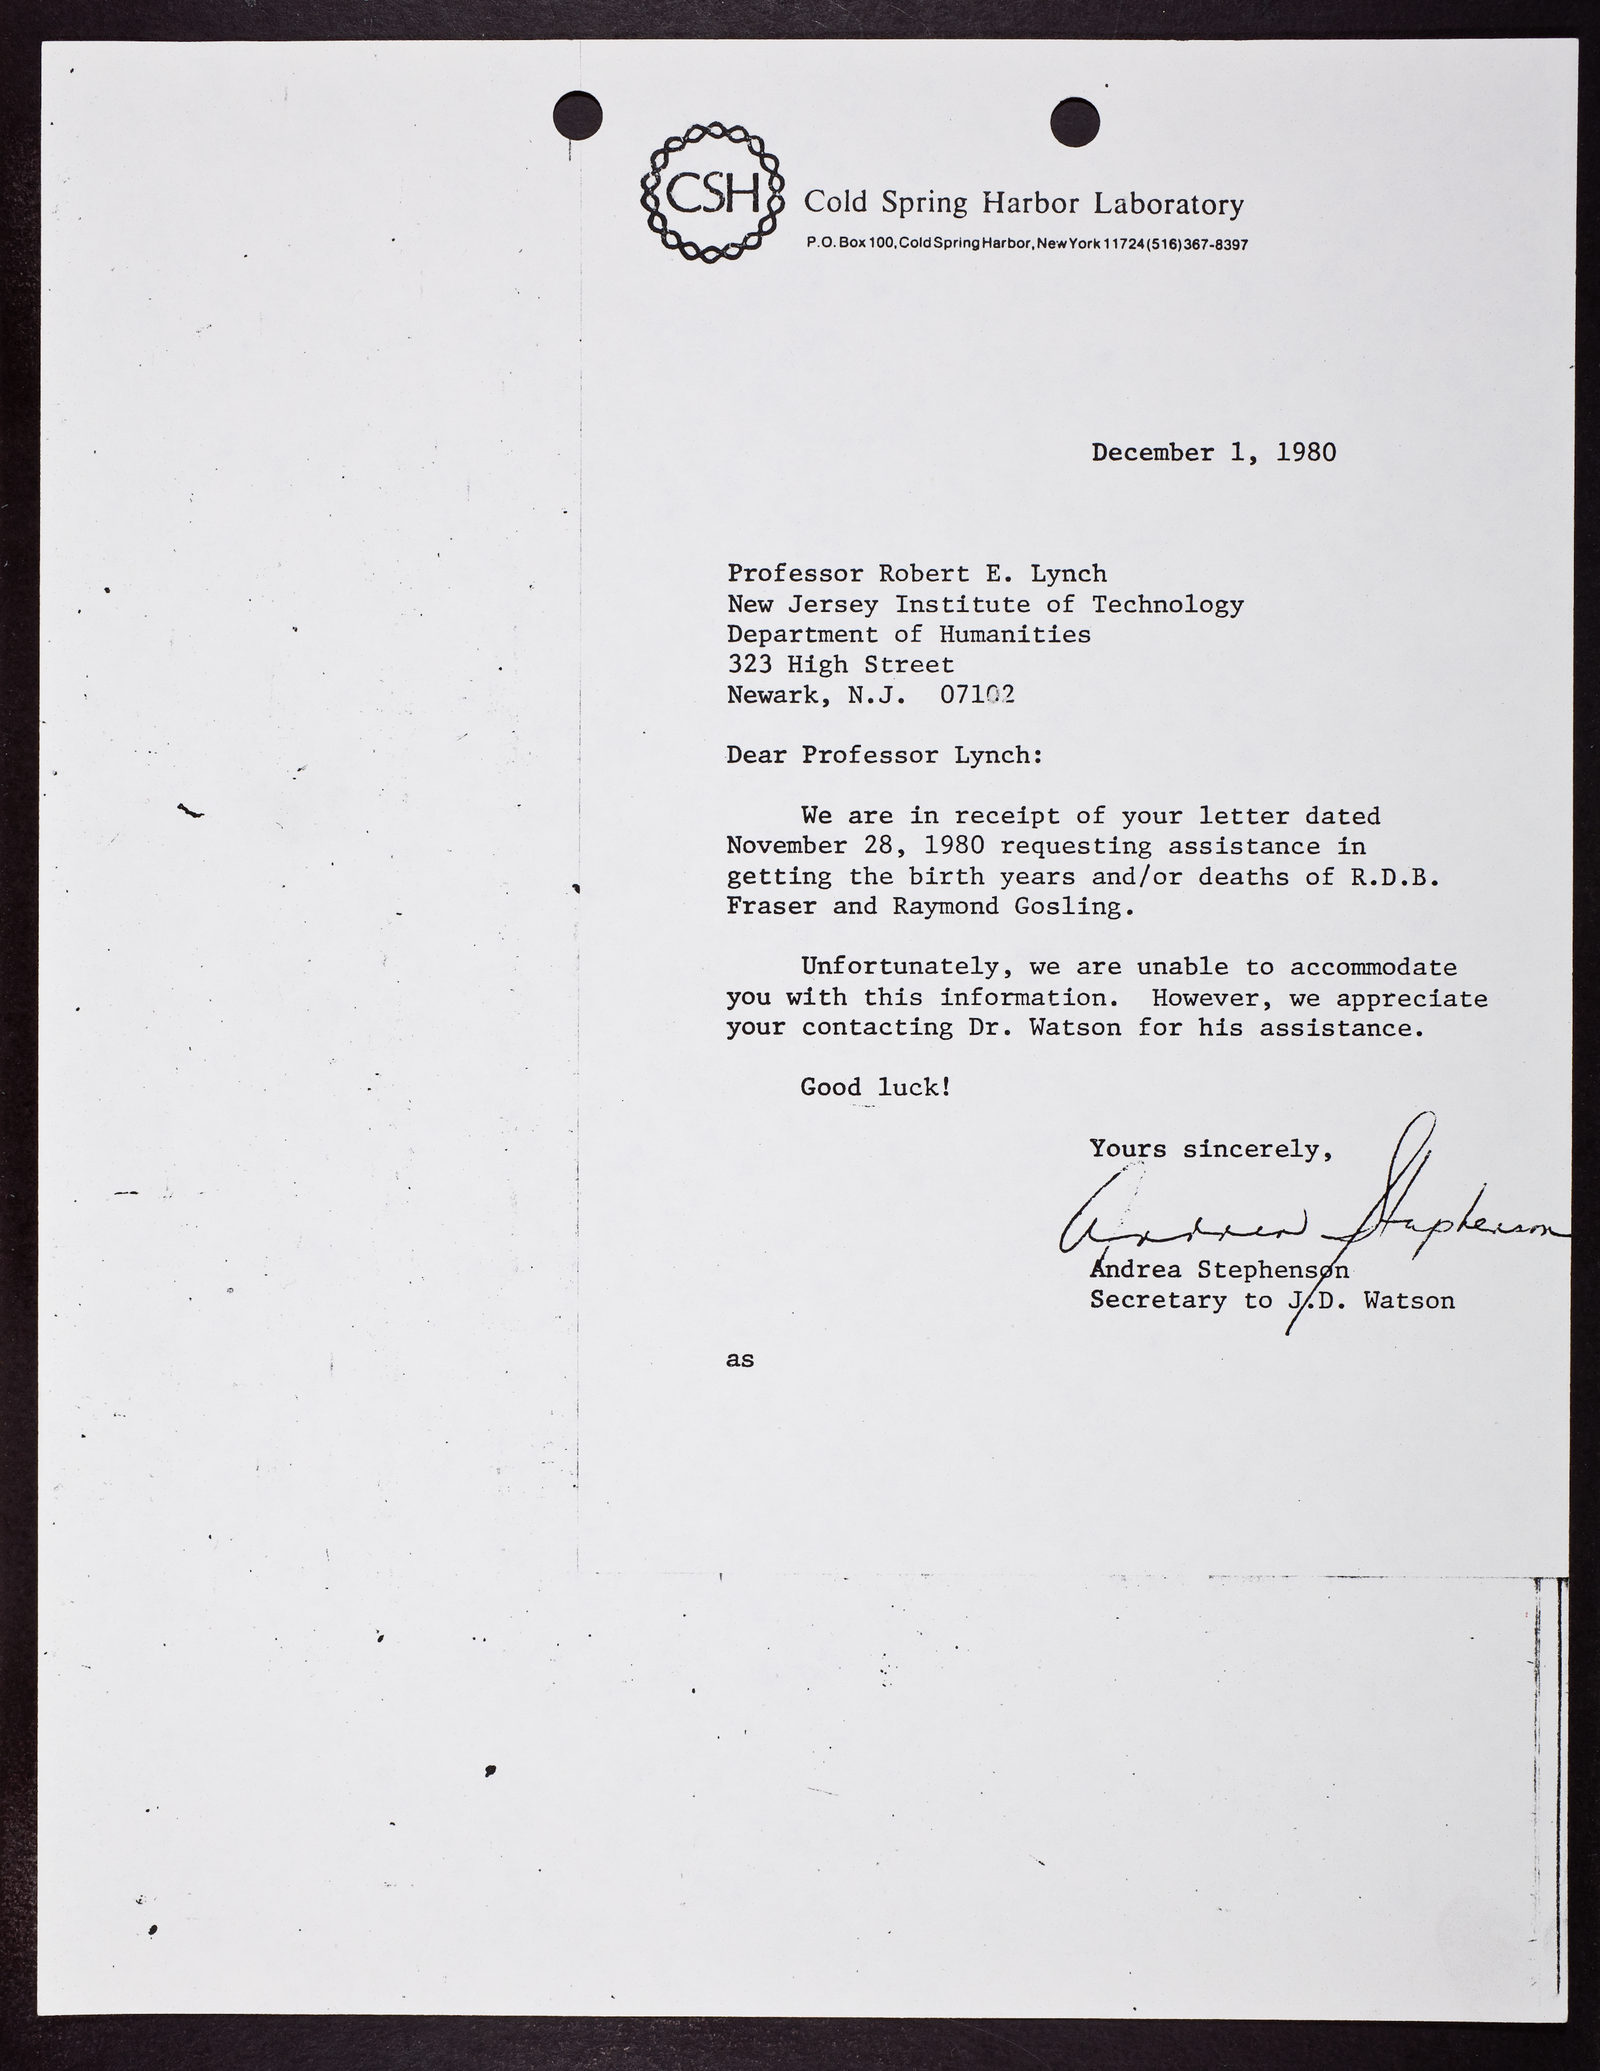 CSH
Cold Spring Harbor Laboratory
P.O. Box 100, Cold Spring Harbor, New York 11724 (516) 367-8397
December 1, 1980
Professor Robert E. Lynch
New Jersey Institute of Technology
Department of Humanities
323 High Street
Newark, N.J. 07102
Dear Professor Lynch:
We are in receipt of your letter dated
November 28, 1980 requesting assistance in
getting the birth years and/or deaths of R.D.B.
Fraser and Raymond Gosling.
Unfortunately, we are unable to accommodate
you with this information. However, we appreciate
your contacting Dr. Watson for his assistance.
Good luck!
Yours sincerely,
Andrea Stephenson
Andrea Stephenson
Secretary to J.D. Watson
as